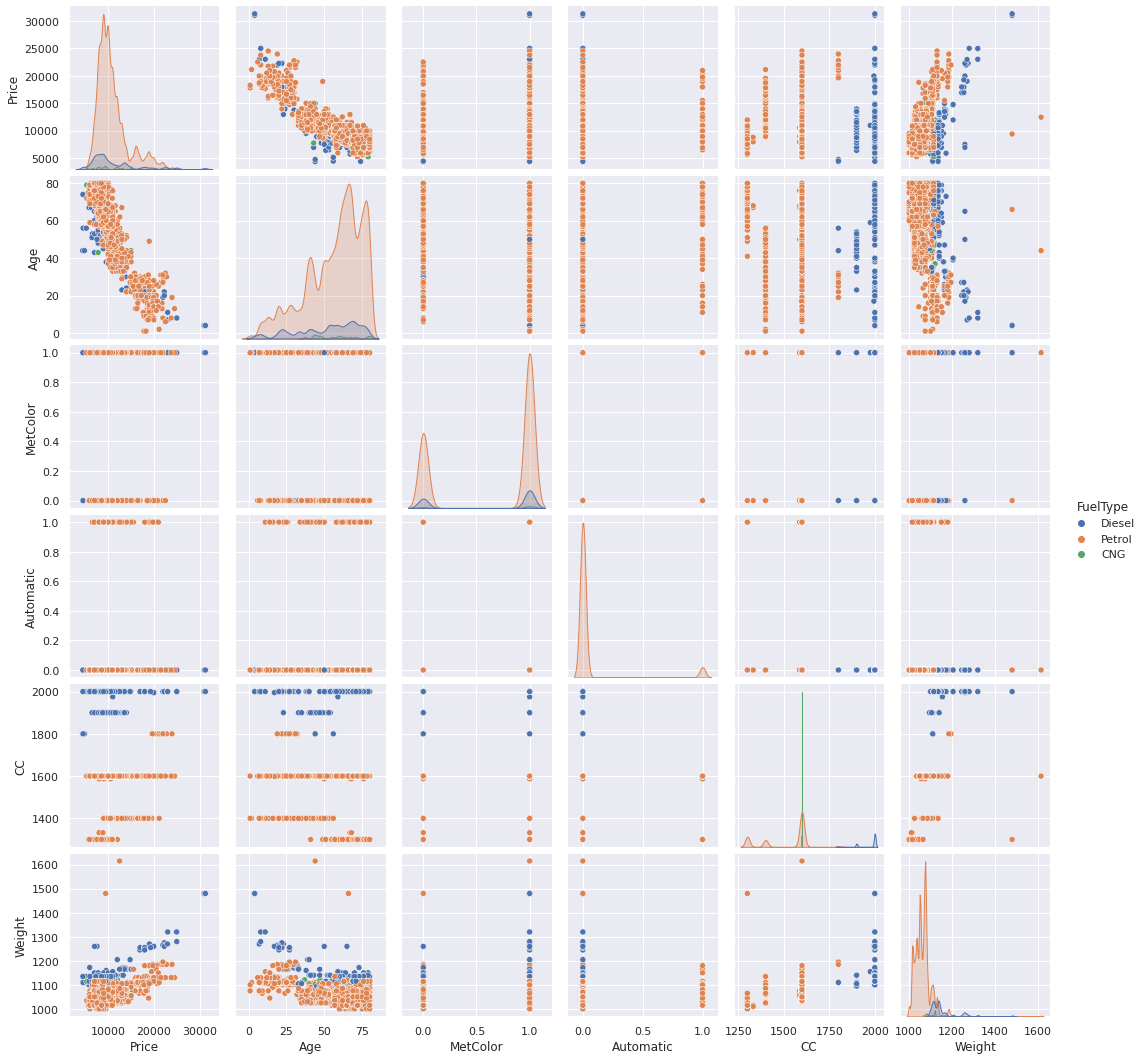 30000
25000
20000
15000
10000
5000
Price
80
60
40
20
0
Age
1.0
0.8
0.6
0.4
0.2
0.0
MetColor
FuelType
Diesel
Petrol
CNG
1.0
0.8
0.6
0.4
0.2
0.0
Automatic
2000
1800
1600
1400
CC
1600
1500
1400
1300
1200
1100
1000
Weight
10000 20000 30000 0 25 50 75 0.0 0.5 1.0 0.0 0.5 1.0 1250 1500 1750 2000 1000 1200 1400 1600
Price Age MetColor Automatic CC Weight